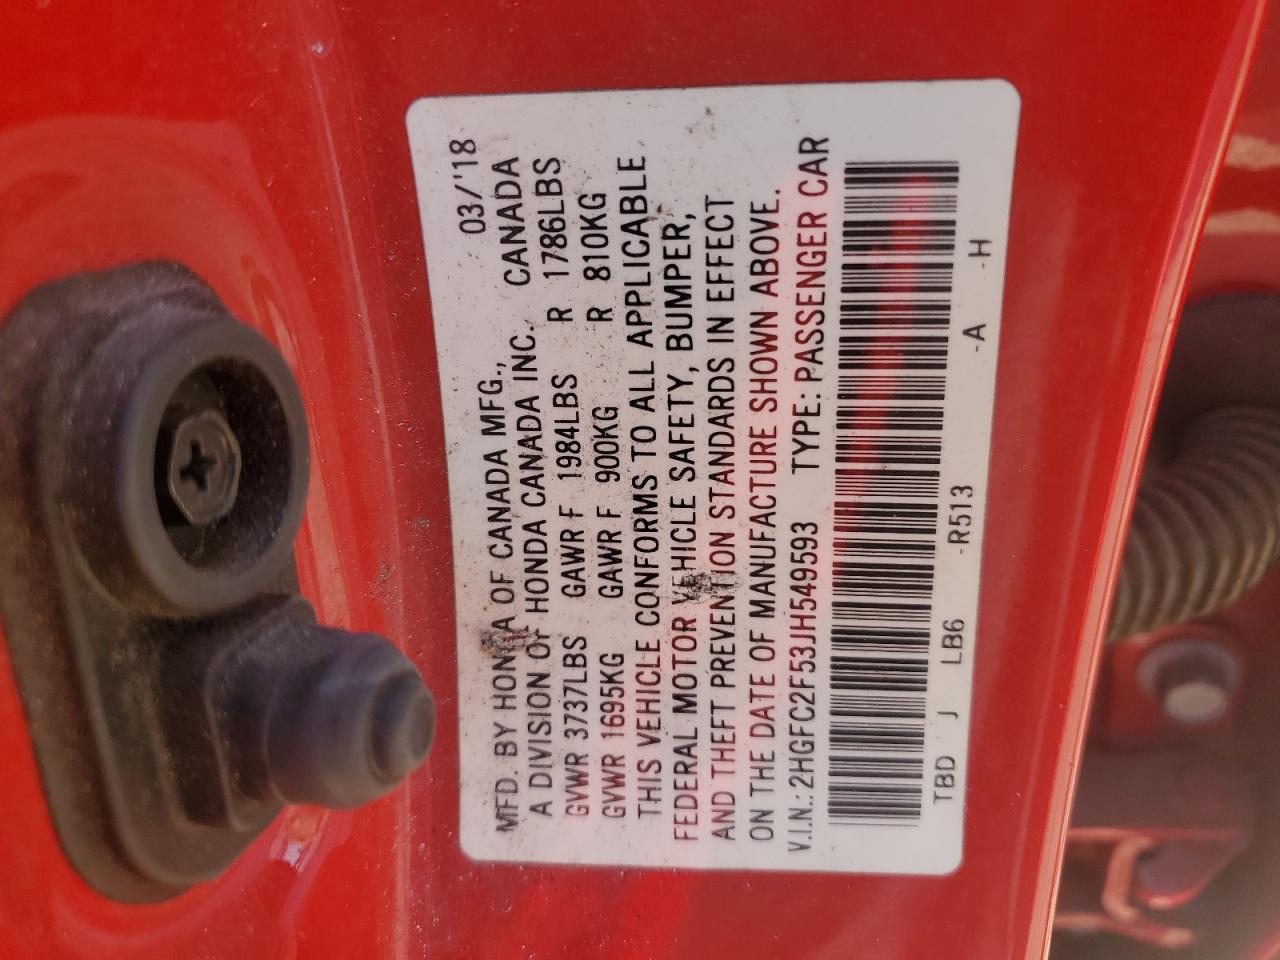 MFD. BY HONDA OF CANADA MFG., 03/'18
A DIVISION OF HONDA CANADA INC. CANADA
GVWR 3737LBS GAWR F 1984LBS R 1786LBS
GVWR 1695KG GAWR F 900KG R 810KG
THIS VEHICLE CONFORMS TO ALL APPLICABLE
FEDERAL MOTOR VEHICLE SAFETY, BUMPER,
AND THEFT PREVENTION STANDARDS IN EFFECT
ON THE DATE OF MANUFACTURE SHOWN ABOVE.
V.I.N.: 2HGFC2F53JH549593 TYPE: PASSENGER CAR
TBD J LB6 -R513 -A -H